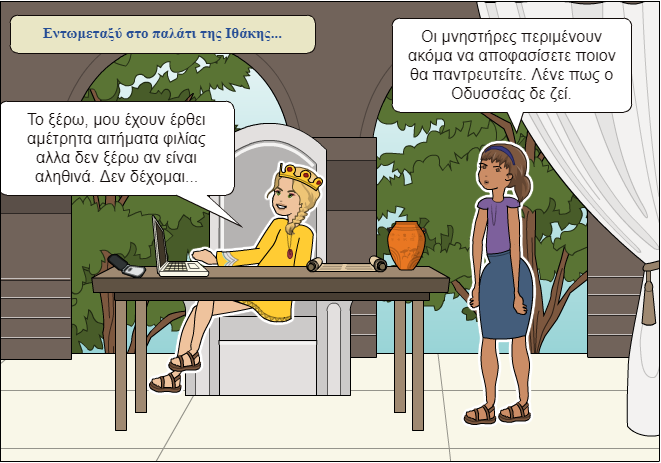 Εντωμεταξύ στο παλάτι της Ιθάκης...
Οι μνηστήρες περιμένουν
ακόμα να αποφασίσετε ποιον
θα παντρευτείτε. Λένε πως ο
Οδυσσέας δε ζεί.
Το ξέρω, μου έχουν έρθει
αμέτρητα αιτήματα φιλίας
αλλα δεν ξέρω αν είναι
αληθινά. Δεν δέχομαι...